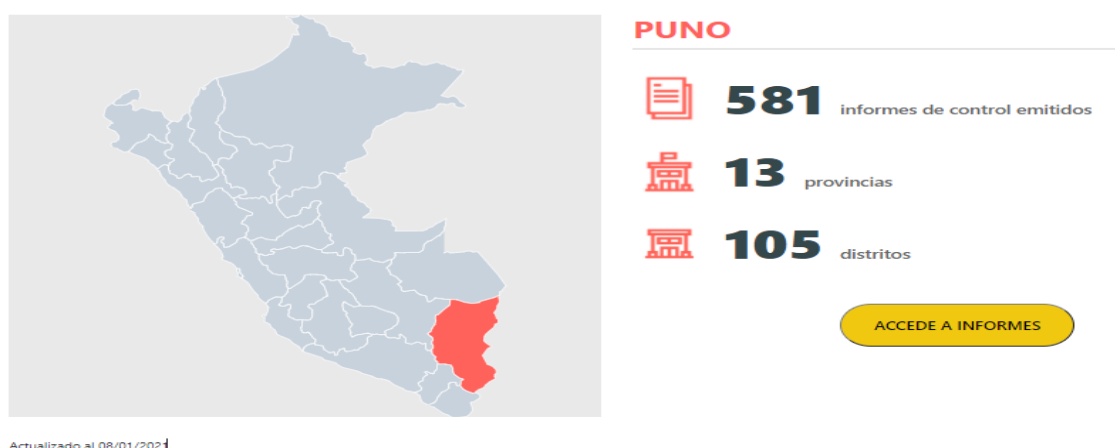 PUNO
581 informes de control emitidos
13 provincias
105 distritos
ACCEDE A INFORMES
Actualizado al 08/01/2021